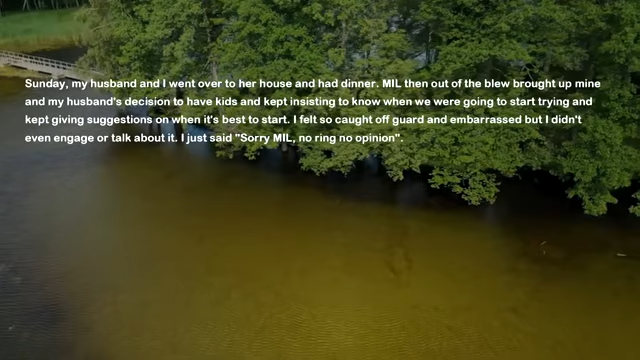 Sunday, my husband and I went over to her house and had dinner. MIL then out of the blew brought up mine
and my husband's decision to have kids and kept insisting to know when we were going to start trying and
kept giving suggestions on when it's best to start. I felt so caught off guard and embarrassed but I didn't
even engage or talk about it. I just said "Sorry MIL, no ring no opinion".